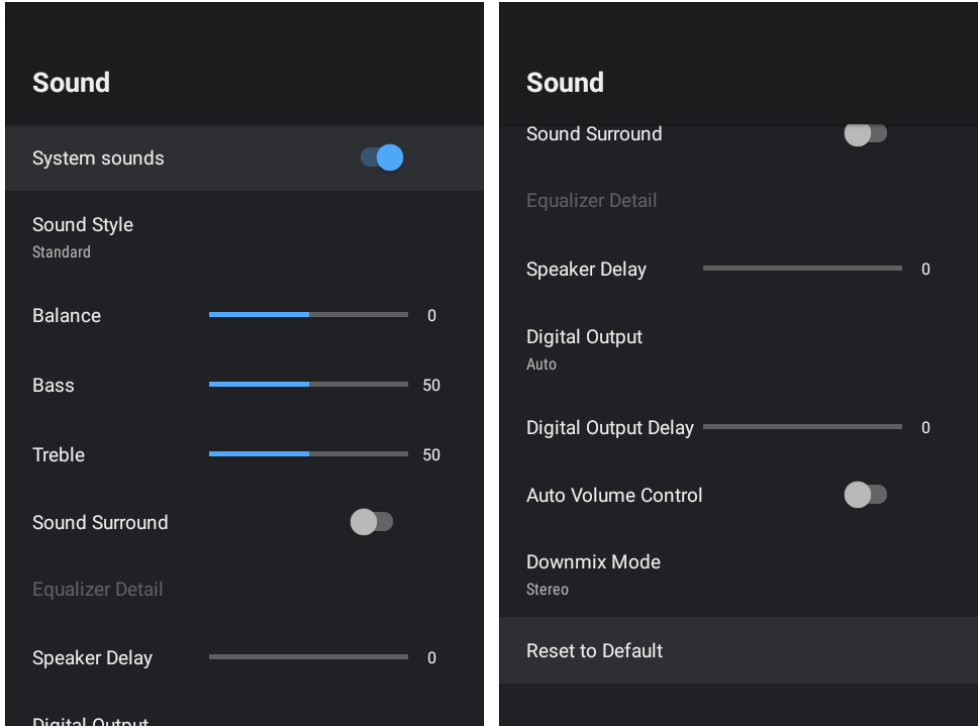 Sound
System sounds
Sound Style
Standard
Balance 0
Bass 50
Treble 50
Sound Surround
Equalizer Detail
Speaker Delay 0
Digital Output
Sound
Sound Surround
Equalizer Detail
Speaker Delay 0
Digital Output
Auto
Digital Output Delay 0
Auto Volume Control
Downmix Mode
Stereo
Reset to Default